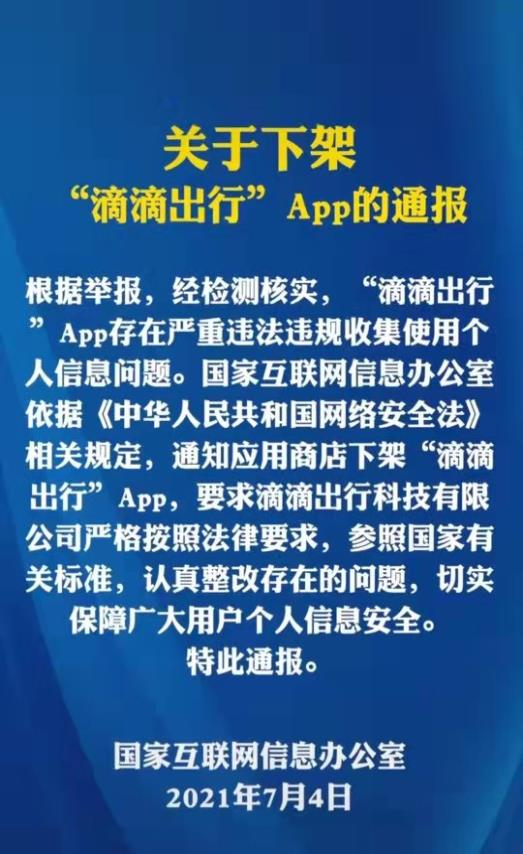 关于下架
“滴滴出行”App的通报
根据举报，经检测核实，“滴滴出行
”App存在严重违法违规收集使用个
人信息问题。国家互联网信息办公室
依据《中华人民共和国网络安全法》
相关规定，通知应用商店下架“滴滴
出行”App，要求滴滴出行科技有限
公司严格按照法律要求，参照国家有
关标准，认真整改存在的问题，切实
保障广大用户个人信息安全。
特此通报。
国家互联网信息办公室
2021年7月4日